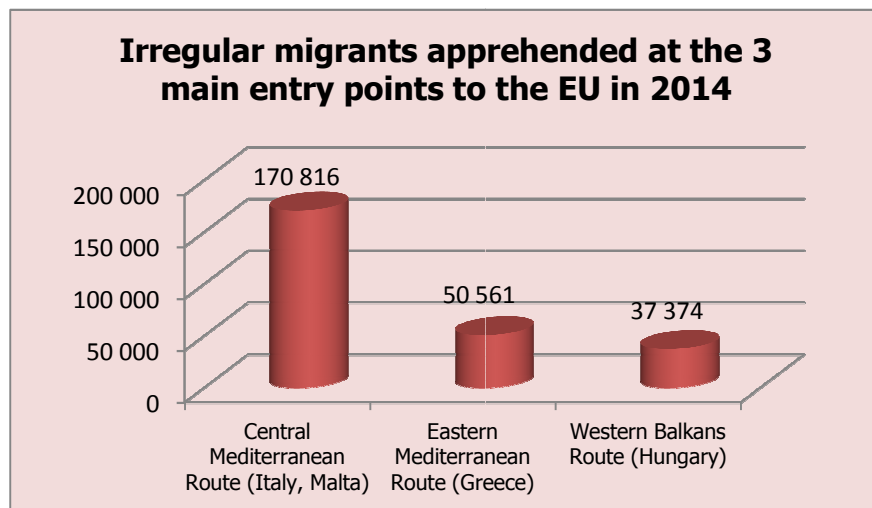 Irregular migrants apprehended at the 3
main entry points to the EU in 2014
170 816
200 000
150 000
100 000
50 000
0
50 561
37 374
Central
Mediterranean
Route (Italy, Malta)
Eastern
Mediterranean
Route (Greece)
Western Balkans
Route (Hungary)